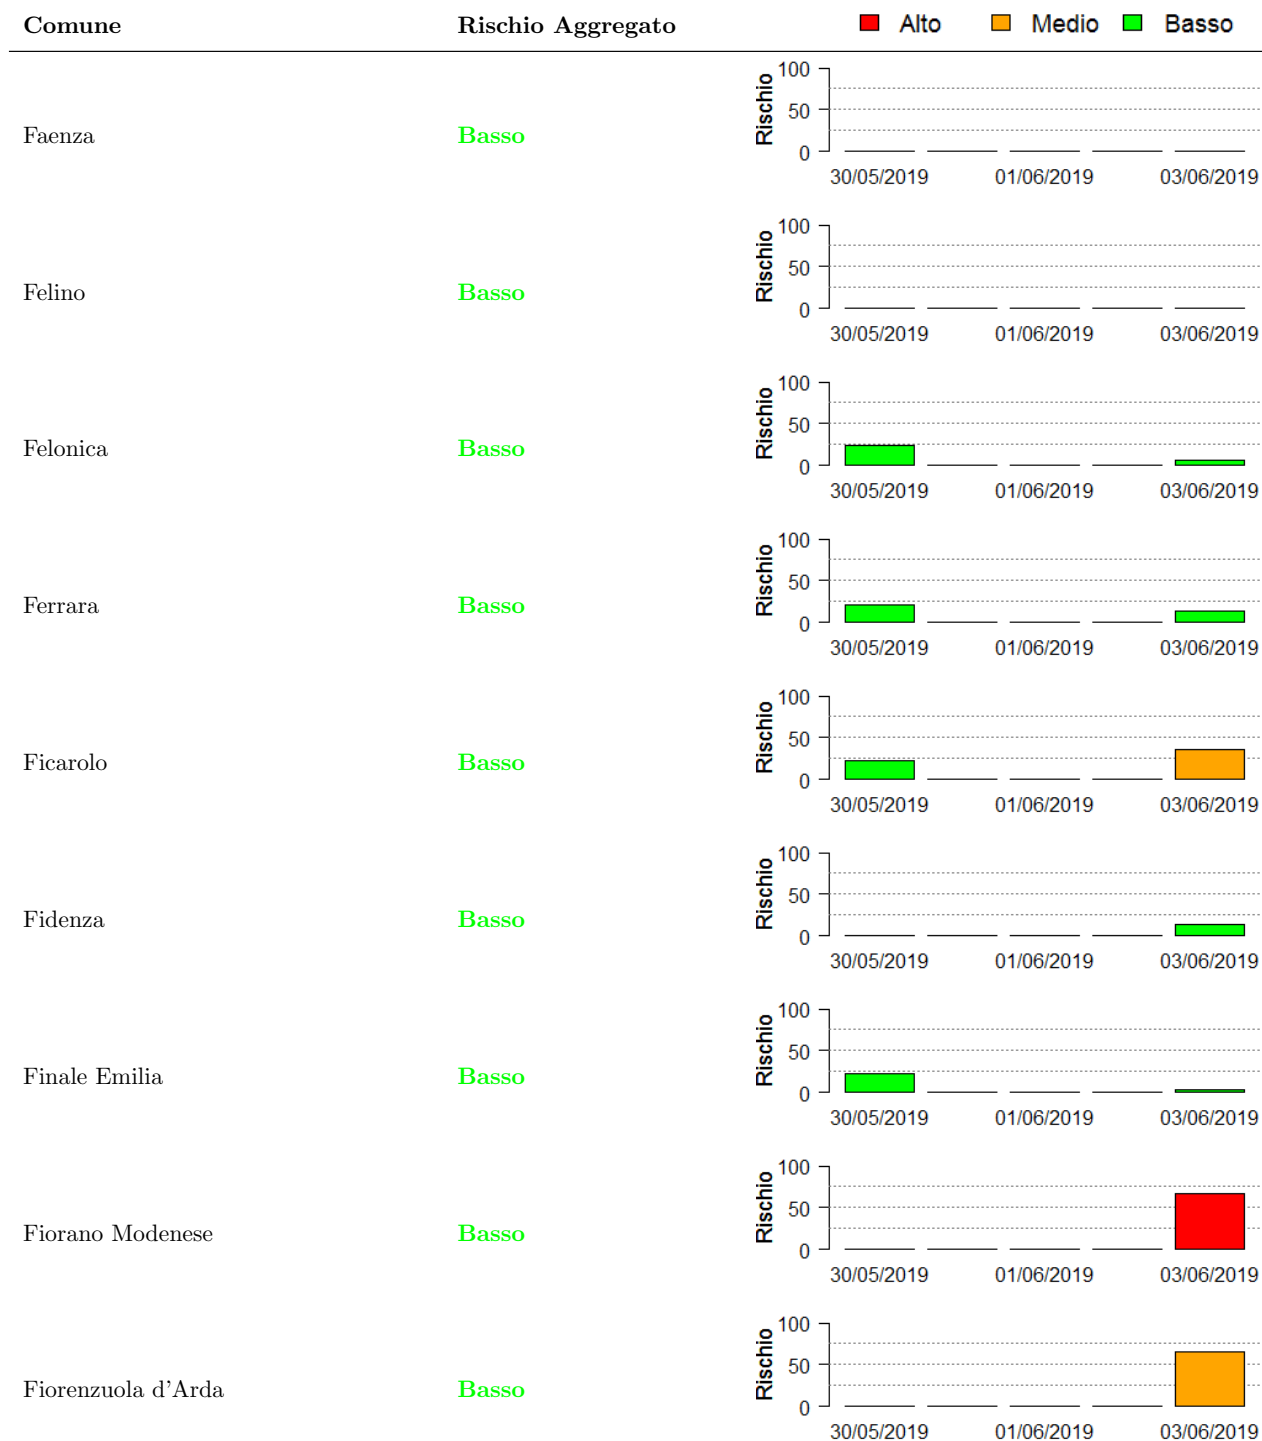 Comune Rischio Aggregato Alto Medio Basso
Faenza Basso Rischio 100 50 0
30/05/2019 01/06/2019 03/06/2019
Felino Basso Rischio 100 50 0
30/05/2019 01/06/2019 03/06/2019
Felonica Basso Rischio 100 50 0
30/05/2019 01/06/2019 03/06/2019
Ferrara Basso Rischio 100 50 0
30/05/2019 01/06/2019 03/06/2019
Ficarolo Basso Rischio 100 50 0
30/05/2019 01/06/2019 03/06/2019
Fidenza Basso Rischio 100 50 0
30/05/2019 01/06/2019 03/06/2019
Finale Emilia Basso Rischio 100 50 0
30/05/2019 01/06/2019 03/06/2019
Fiorano Modenese Basso Rischio 100 50 0
30/05/2019 01/06/2019 03/06/2019
Fiorenzuola d'Arda Basso Rischio 100 50 0
30/05/2019 01/06/2019 03/06/2019